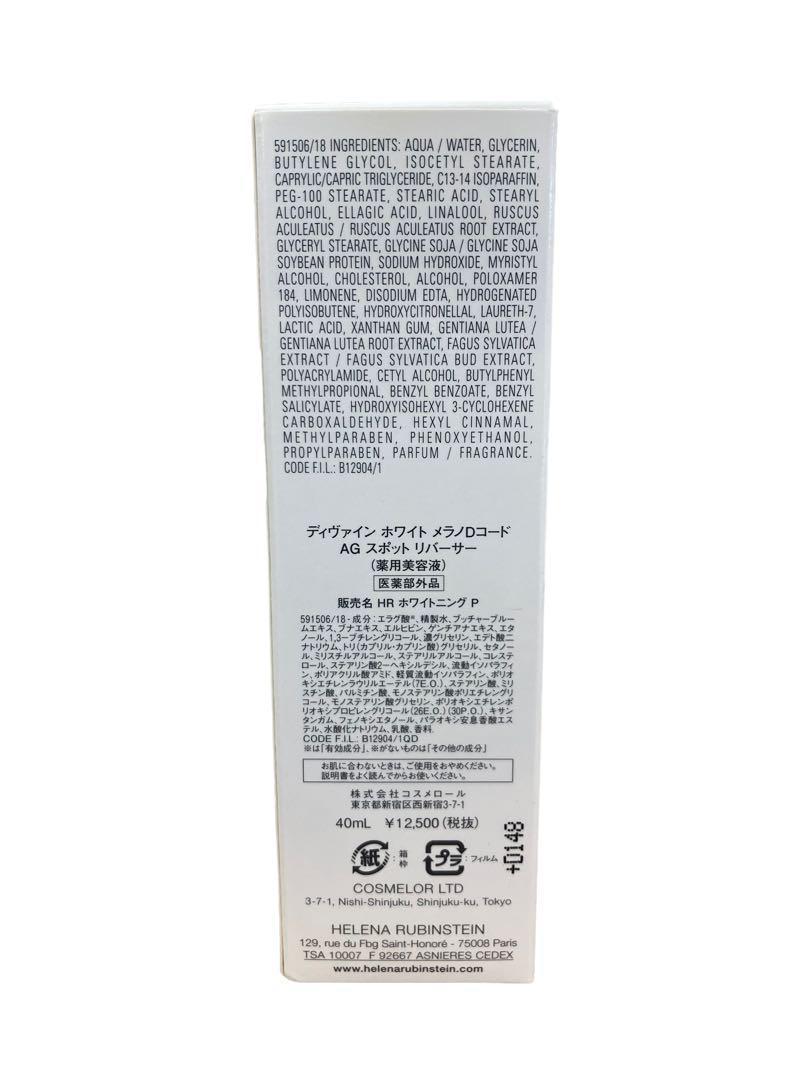 591506/18 INGREDIENTS: AQUA / WATER, GLYCERIN,
BUTYLENE GLYCOL, ISOCETYL STEARATE,
CAPRYLIC/CAPRIC TRIGLYCERIDE, C13-14 ISOPARAFFIN,
PEG-100 STEARATE, STEARIC ACID, STEARYL
ALCOHOL, ELLAGIC ACID, LINALOOL, RUSCUS
ACULEATUS / RUSCUS ACULEATUS ROOT EXTRACT,
GLYCERYL STEARATE, GLYCINE SOJA / GLYCINE SOJA
SOYBEAN PROTEIN, SODIUM HYDROXIDE, MYRISTYL
ALCOHOL, CHOLESTEROL, ALCOHOL, POLOXAMER
184, LIMONENE, DISODIUM EDTA, HYDROGENATED
POLYISOBUTENE, HYDROXYCITRONELLAL, LAURETH-7,
LACTIC ACID, XANTHAN GUM, GENTIANA LUTEA /
GENTIANA LUTEA ROOT EXTRACT, FAGUS SYLVATICA
EXTRACT / FAGUS SYLVATICA BUD EXTRACT,
POLYACRYLAMIDE, CETYL ALCOHOL, BUTYLPHENYL
METHYLPROPIONAL, BENZYL BENZOATE, BENZYL
SALICYLATE, HYDROXYISOHEXYL 3-CYCLOHEXENE
CARBOXALDEHYDE, HEXYL CINNAMAL,
METHYLPARABEN, PHENOXYETHANOL,
PROPYLPARABEN, PARFUM / FRAGRANCE.
CODE F.I.L.: B12904/1
ディヴァイン ホワイト メラノDコード
AG スポット リバーサー
(薬用美容液)
医薬部外品
販売名 HR ホワイトニング P
591506/18-成分:エラグ酸※、精製水、ブッチャーブルー
ムエキス、ブナエキス、エルヒビン、ゲンチアナエキス、エタ
ノール、1,3ーブチレングリコール、濃グリセリン、エデト酸二
ナトリウム、トリ(カプリル・カプリン酸)グリセリル、セタノー
ル、ミリスチルアルコール、ステアリルアルコール、コレステ
ロール、ステアリン酸2ーヘキシルデシル、流動イソパラフィ
ン、ポリアクリル酸アミド、軽質流動イソパラフィン、ポリオ
キシエチレンラウリルエーテル(7E.O.)、ステアリン酸、ミリ
スチン酸、パルミチン酸、モノステアリン酸ポリエチレングリ
コール、モノステアリン酸グリセリン、ポリオキシエチレンポ
リオキシプロピレングリコール(26E.O.)(30P.O.)、キサン
タンガム、フェノキシエタノール、パラオキシ安息香酸エス
テル、水酸化ナトリウム、乳酸、香料.
CODE F.I.L.: B12904/1QD
※は「有効成分」、※がないものは「その他の成分」
お肌に合わないときは、ご使用をおやめください。
説明書をよく読んでからお使いください。
株式会社コスメロール
東京都新宿区西新宿3-7-1
40mL ¥12,500(税抜)
紙 : 箱 枠 プラ : フィルム
+D148
COSMELOR LTD
3-7-1, Nishi-Shinjuku, Shinjuku-ku, Tokyo
HELENA RUBINSTEIN
129, rue du Fbg Saint-Honoré - 75008 Paris
TSA 10007 F 92667 ASNIERES CEDEX
www.helenarubinstein.com